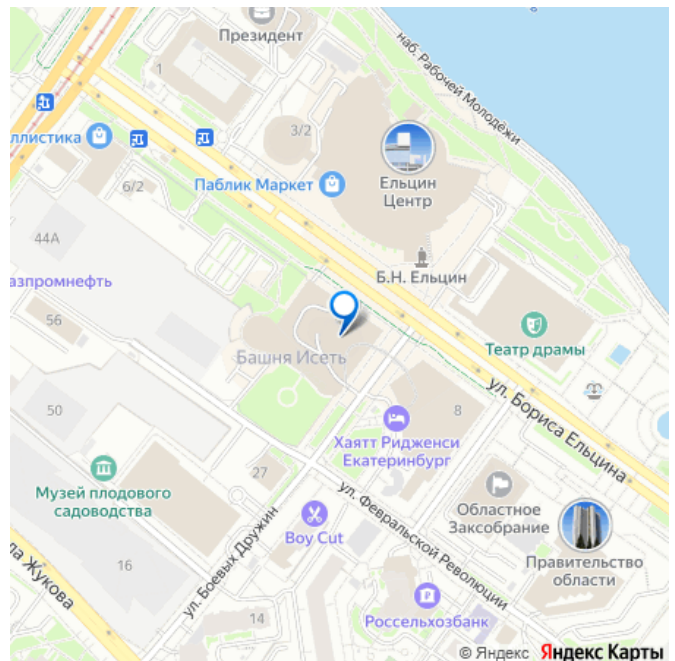 Президент
1
наб. Рабочей Молодёжи
3/2
ллистика
Паблик Маркет
Ельцин
Центр
6/2
44А
Б.Н. Ельцин
азпромнефть
56
Башня Исеть
Театр драмы
ул. Бориса Ельцина
50
8
Хаятт Ридженси
Екатеринбург
27
Музей плодового
садоводства
ул. Февральской Революции
Областное
Заксобрание
Boy Cut
ул. Боевых Дружин
Правительство
области
16
ла Жукова
14
Россельхозбанк
© Яндекс Яндекс Карты